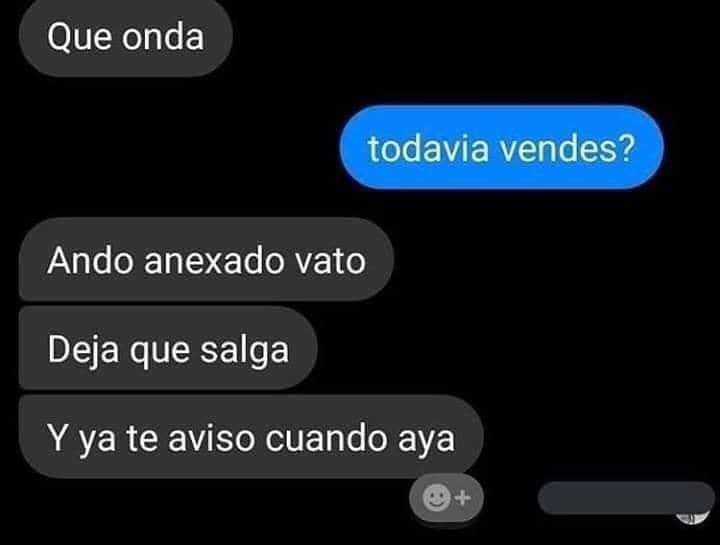 Que onda
todavia vendes?
Ando anexado vato
Deja que salga
Y ya te aviso cuando aya